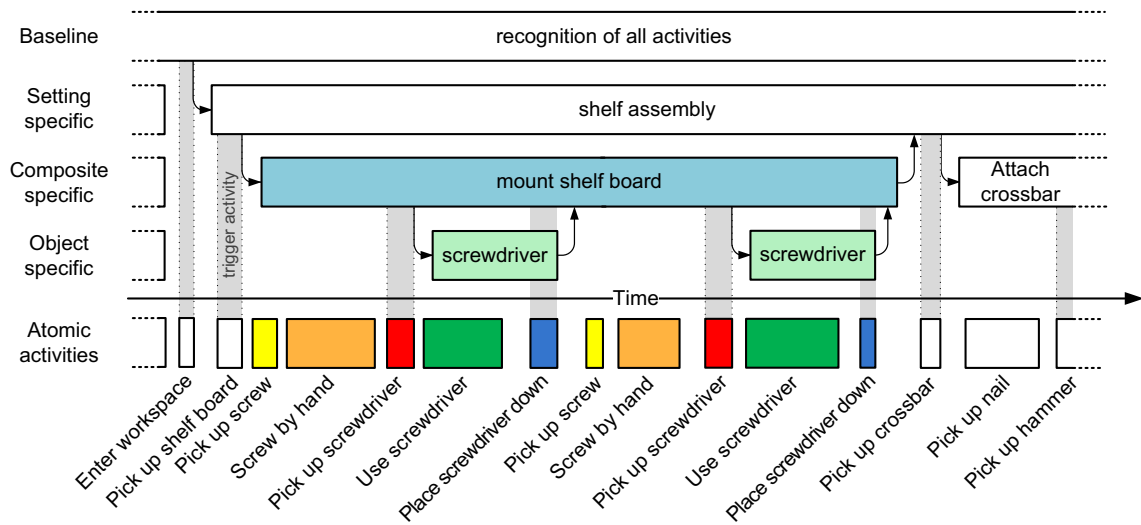 Baseline
recognition of all activities
Setting
specific
shelf assembly
Composite
specific
mount shelf board
Attach
crossbar
trigger activity
Object
specific
screwdriver
screwdriver
Time
Atomic
activities
Enter workspace
Pick up shelf board
Pick up screw
Screw by hand
Pick up screwdriver
Use screwdriver
Place screwdriver down
Pick up screw
Screw by hand
Pick up screwdriver
Use screwdriver
Place screwdriver down
Pick up crossbar
Pick up nail
Pick up hammer